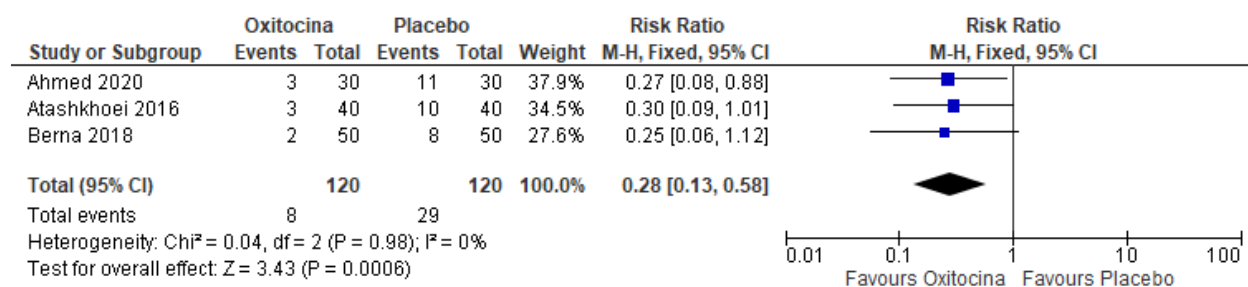 Oxitocina Placebo Risk Ratio Risk Ratio
Study or Subgroup Events Total Events Total Weight M-H, Fixed, 95% CI M-H, Fixed, 95% CI
Ahmed 2020 3 30 11 30 37.9% 0.27 [0.08, 0.88]
Atashkhoei 2016 3 40 10 40 34.5% 0.30 [0.09, 1.01]
Berna 2018 2 50 8 50 27.6% 0.25 [0.06, 1.12]
Total (95% CI) 120 120 100.0% 0.28 [0.13, 0.58]
Total events 8 29
Heterogeneity: Chi² = 0.04, df = 2 (P = 0.98); I² = 0%
Test for overall effect: Z = 3.43 (P = 0.0006)
0.01 0.1 1 10 100
Favours Oxitocina Favours Placebo